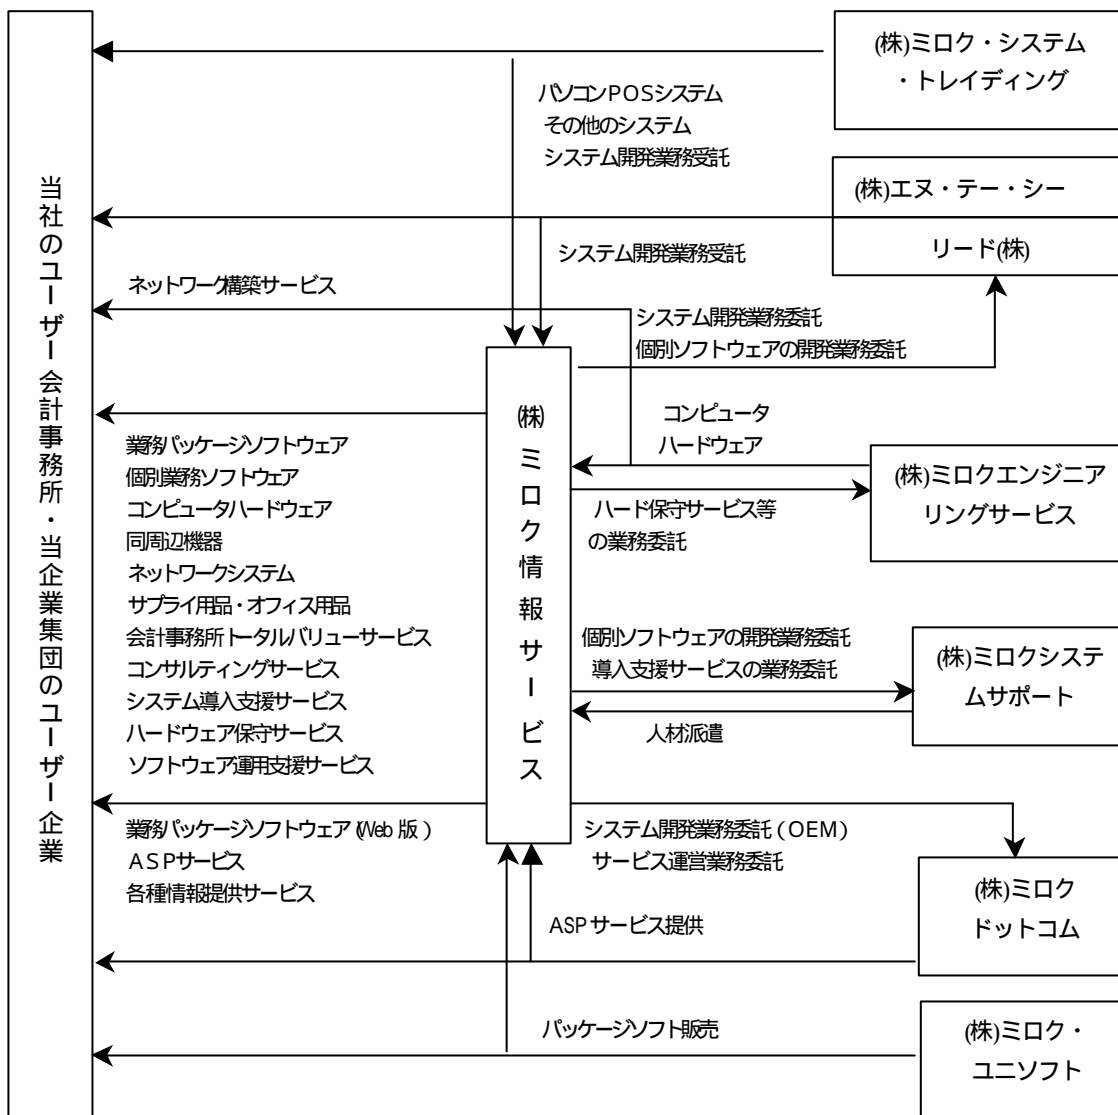 当社のユーザー会計事務所・当企業集団のユーザー企業
(株)ミロク・システム
・トレイディング
パソコンPOSシステム
その他のシステム
システム開発業務受託
(株)エヌ・テー・シー
リード(株)
システム開発業務受託
ネットワーク構築サービス
システム開発業務委託
個別ソフトウェアの開発業務委託
(株)ミロク情報サービス
コンピュータ
ハードウェア
(株)ミロクエンジニア
リングサービス
ハード保守サービス等
の業務委託
業務パッケージソフトウェア
個別業務ソフトウェア
コンピュータハードウェア
同周辺機器
ネットワークシステム
サプライ用品・オフィス用品
会計事務所トータルバリューサービス
コンサルティングサービス
システム導入支援サービス
ハードウェア保守サービス
ソフトウェア運用支援サービス
個別ソフトウェアの開発業務委託
導入支援サービスの業務委託
(株)ミロクシステ
ムサポート
人材派遣
業務パッケージソフトウェア(Web版)
ASPサービス
各種情報提供サービス
システム開発業務委託(OEM)
サービス運営業務委託
(株)ミロク
ドットコム
ASPサービス提供
パッケージソフト販売
(株)ミロク・
ユニソフト